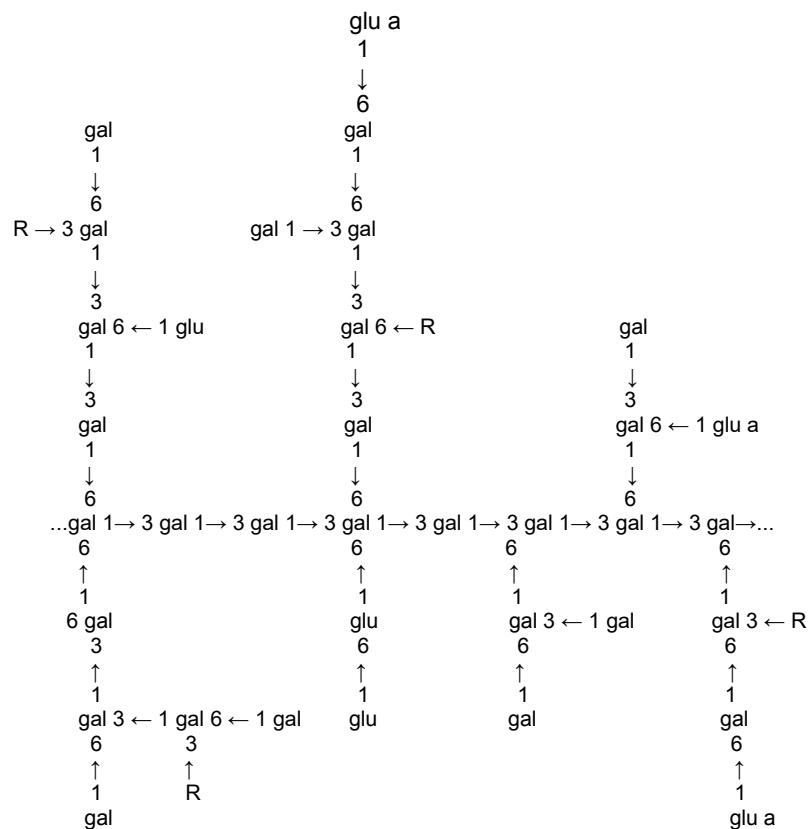 glu a
1
↓
6
gal gal
1 1
↓ ↓
6 6
R → 3 gal gal 1 → 3 gal
1 1
↓ ↓
3 3
gal 6 ← 1 glu gal 6 ← R gal
1 1 1
↓ ↓ ↓
3 3 3
gal gal gal 6 ← 1 glu a
1 1 1
↓ ↓ ↓
6 6 6
...gal 1→ 3 gal 1→ 3 gal 1→ 3 gal 1→ 3 gal 1→ 3 gal 1→ 3 gal 1→ 3 gal→...
6 6 6 6
↑ ↑ ↑ ↑
1 1 1 1
6 gal glu gal 3 ← 1 gal gal 3 ← R
3 6 6 6
↑ ↑ ↑ ↑
1 1 1 1
gal 3 ← 1 gal 6 ← 1 gal glu gal gal
6 3 6
↑ ↑ ↑
1 R 1
gal glu a